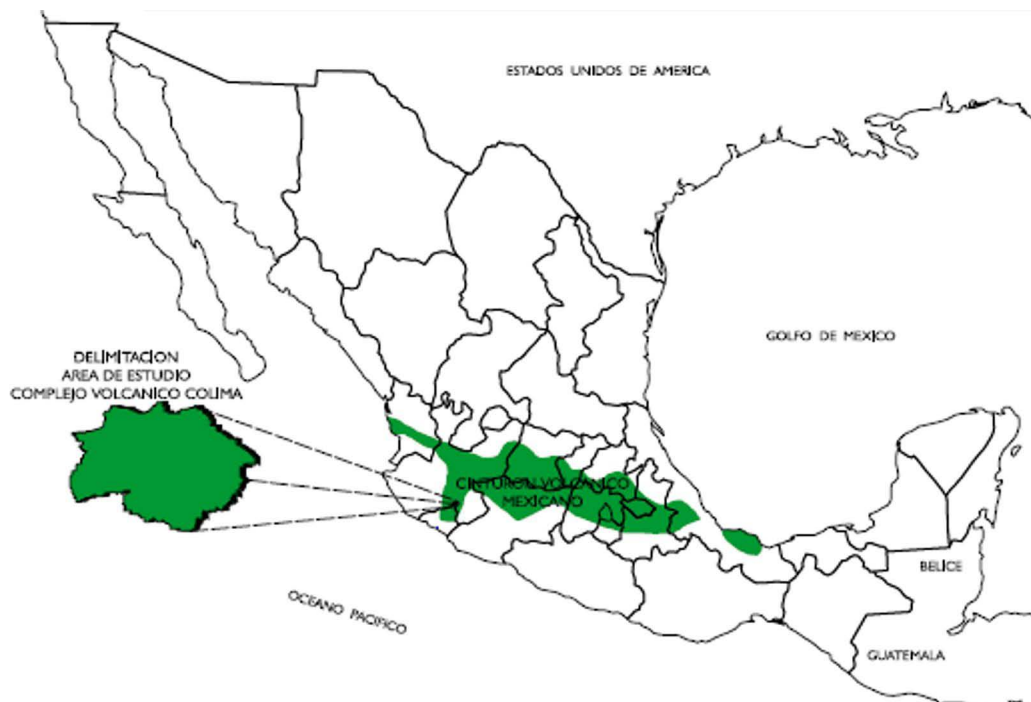 ESTADOS UNIDOS DE AMERICA
GOLFO DE MEXICO
DELIMITACION
AREA DE ESTUDIO
COMPLEJO VOLCANICO COLIMA
CINTURON VOLCANICO
MEXICANO
BELICE
OCEANO PACIFICO
GUATEMALA